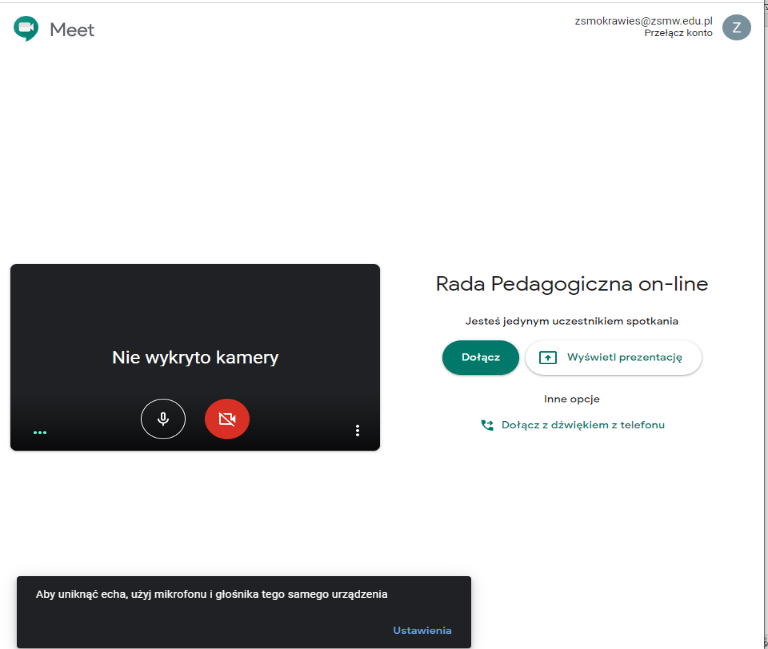 Meet
zsmokrawies@zsmw.edu.pl
Przełącz konto
Z
Nie wykryto kamery
Rada Pedagogiczna on-line
Jesteś jedynym uczestnikiem spotkania
Dołącz
Wyświetl prezentację
Inne opcje
Dołącz z dźwiękiem z telefonu
Aby uniknąć echa, użyj mikrofonu i głośnika tego samego urządzenia
Ustawienia